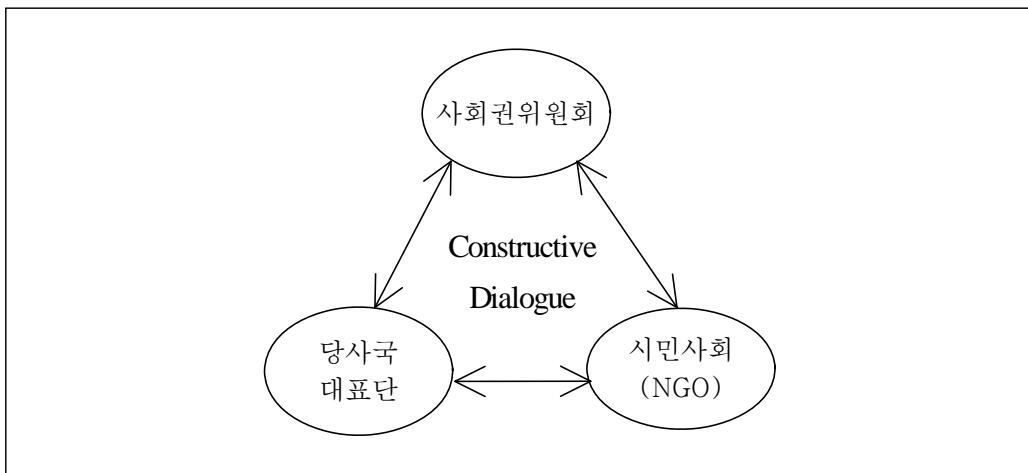 사회권위원회
Constructive
Dialogue
당사국
대표단
시민사회
(NGO)